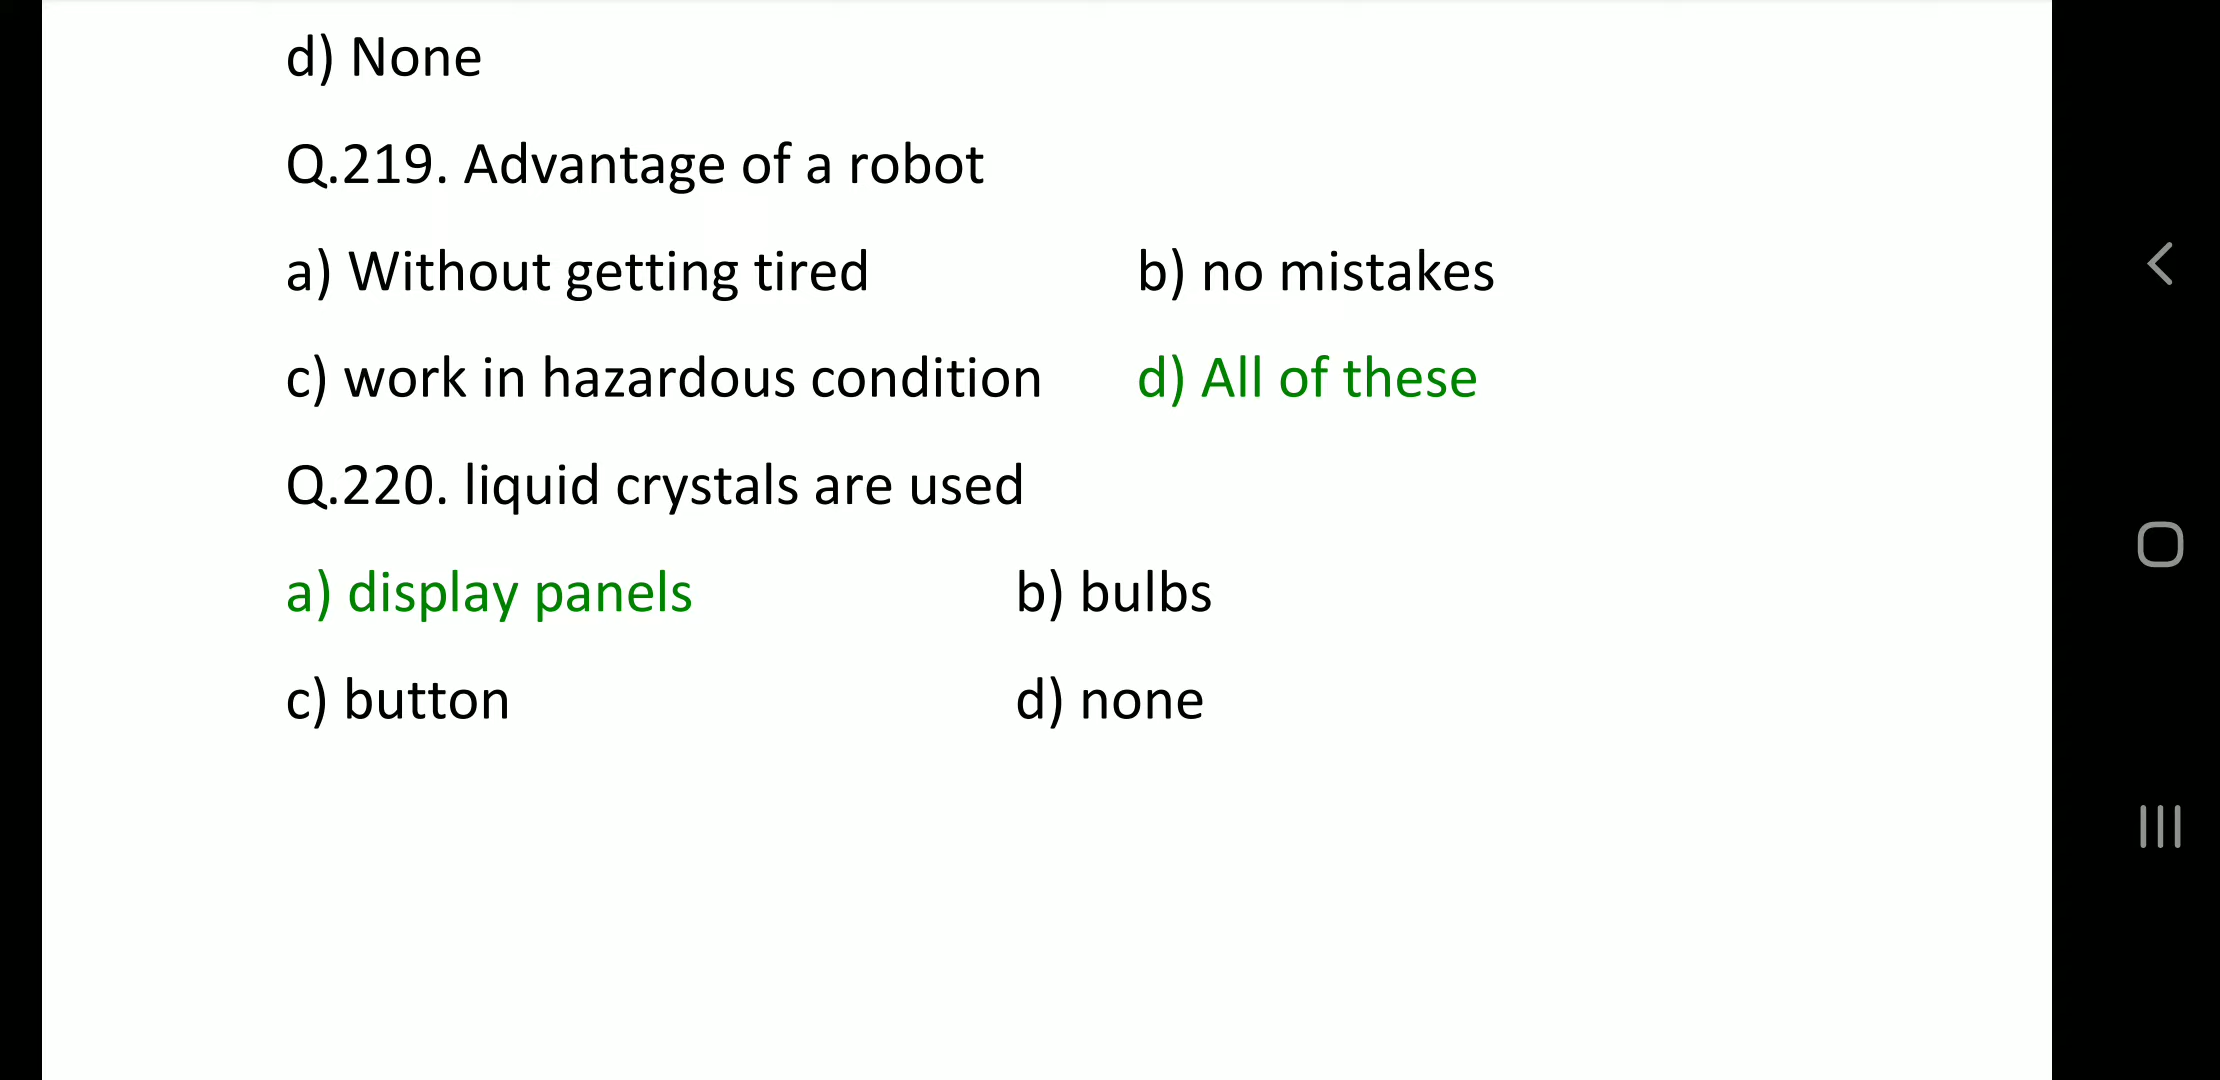 d) None
Q.219. Advantage of a robot
a) Without getting tired b) no mistakes
c) work in hazardous condition d) All of these
Q.220. liquid crystals are used
a) display panels b) bulbs
c) button d) none